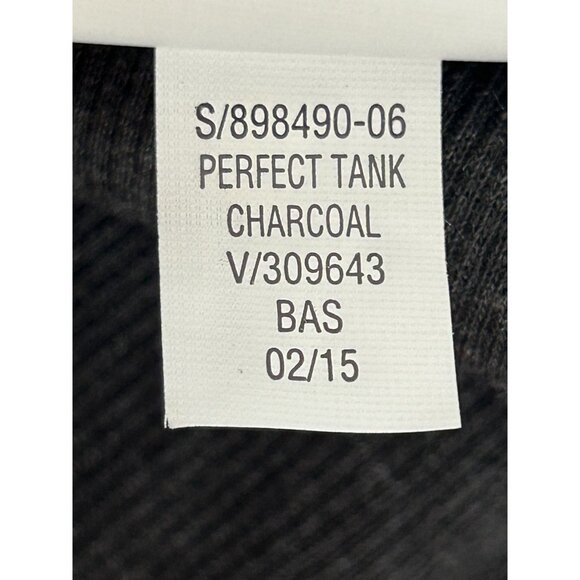 S/898490-06
PERFECT TANK
CHARCOAL
V/309643
BAS
02/15